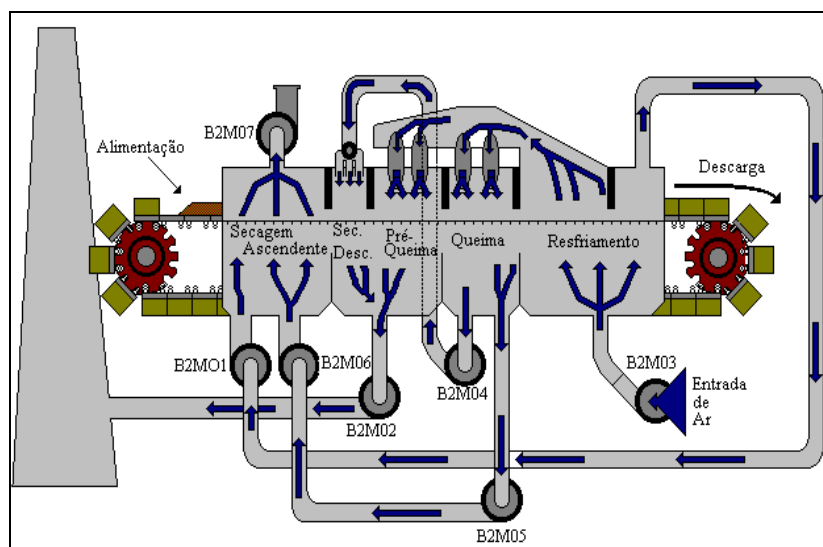 B2M07
Alimentação
Descarga
Secagem
Ascendente
Sec.
Desc.
Pré-
Queima
Queima
Resfriamento
B2MO1
B2M06
B2M02
B2M04
B2M03
Entrada
de
Ar
B2M05